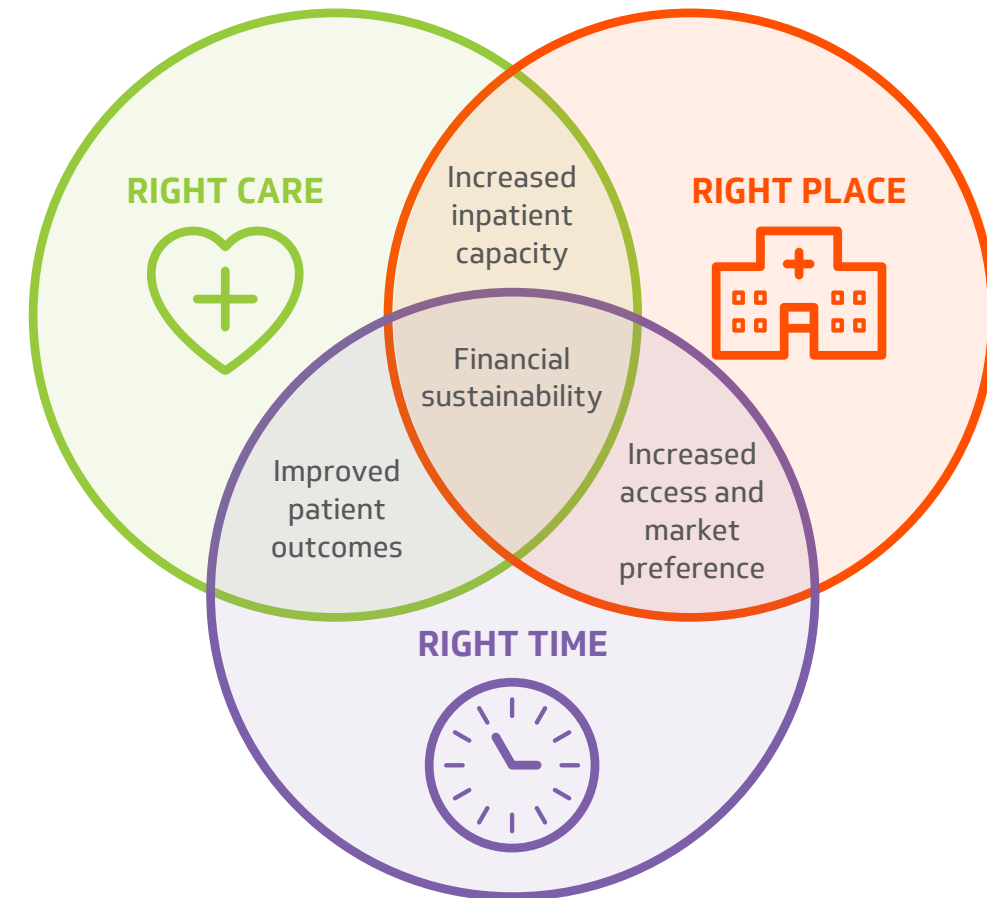 RIGHT CARE
Increased
inpatient
capacity
RIGHT PLACE
Financial
sustainability
Improved
patient
outcomes
Increased
access and
market
preference
RIGHT TIME